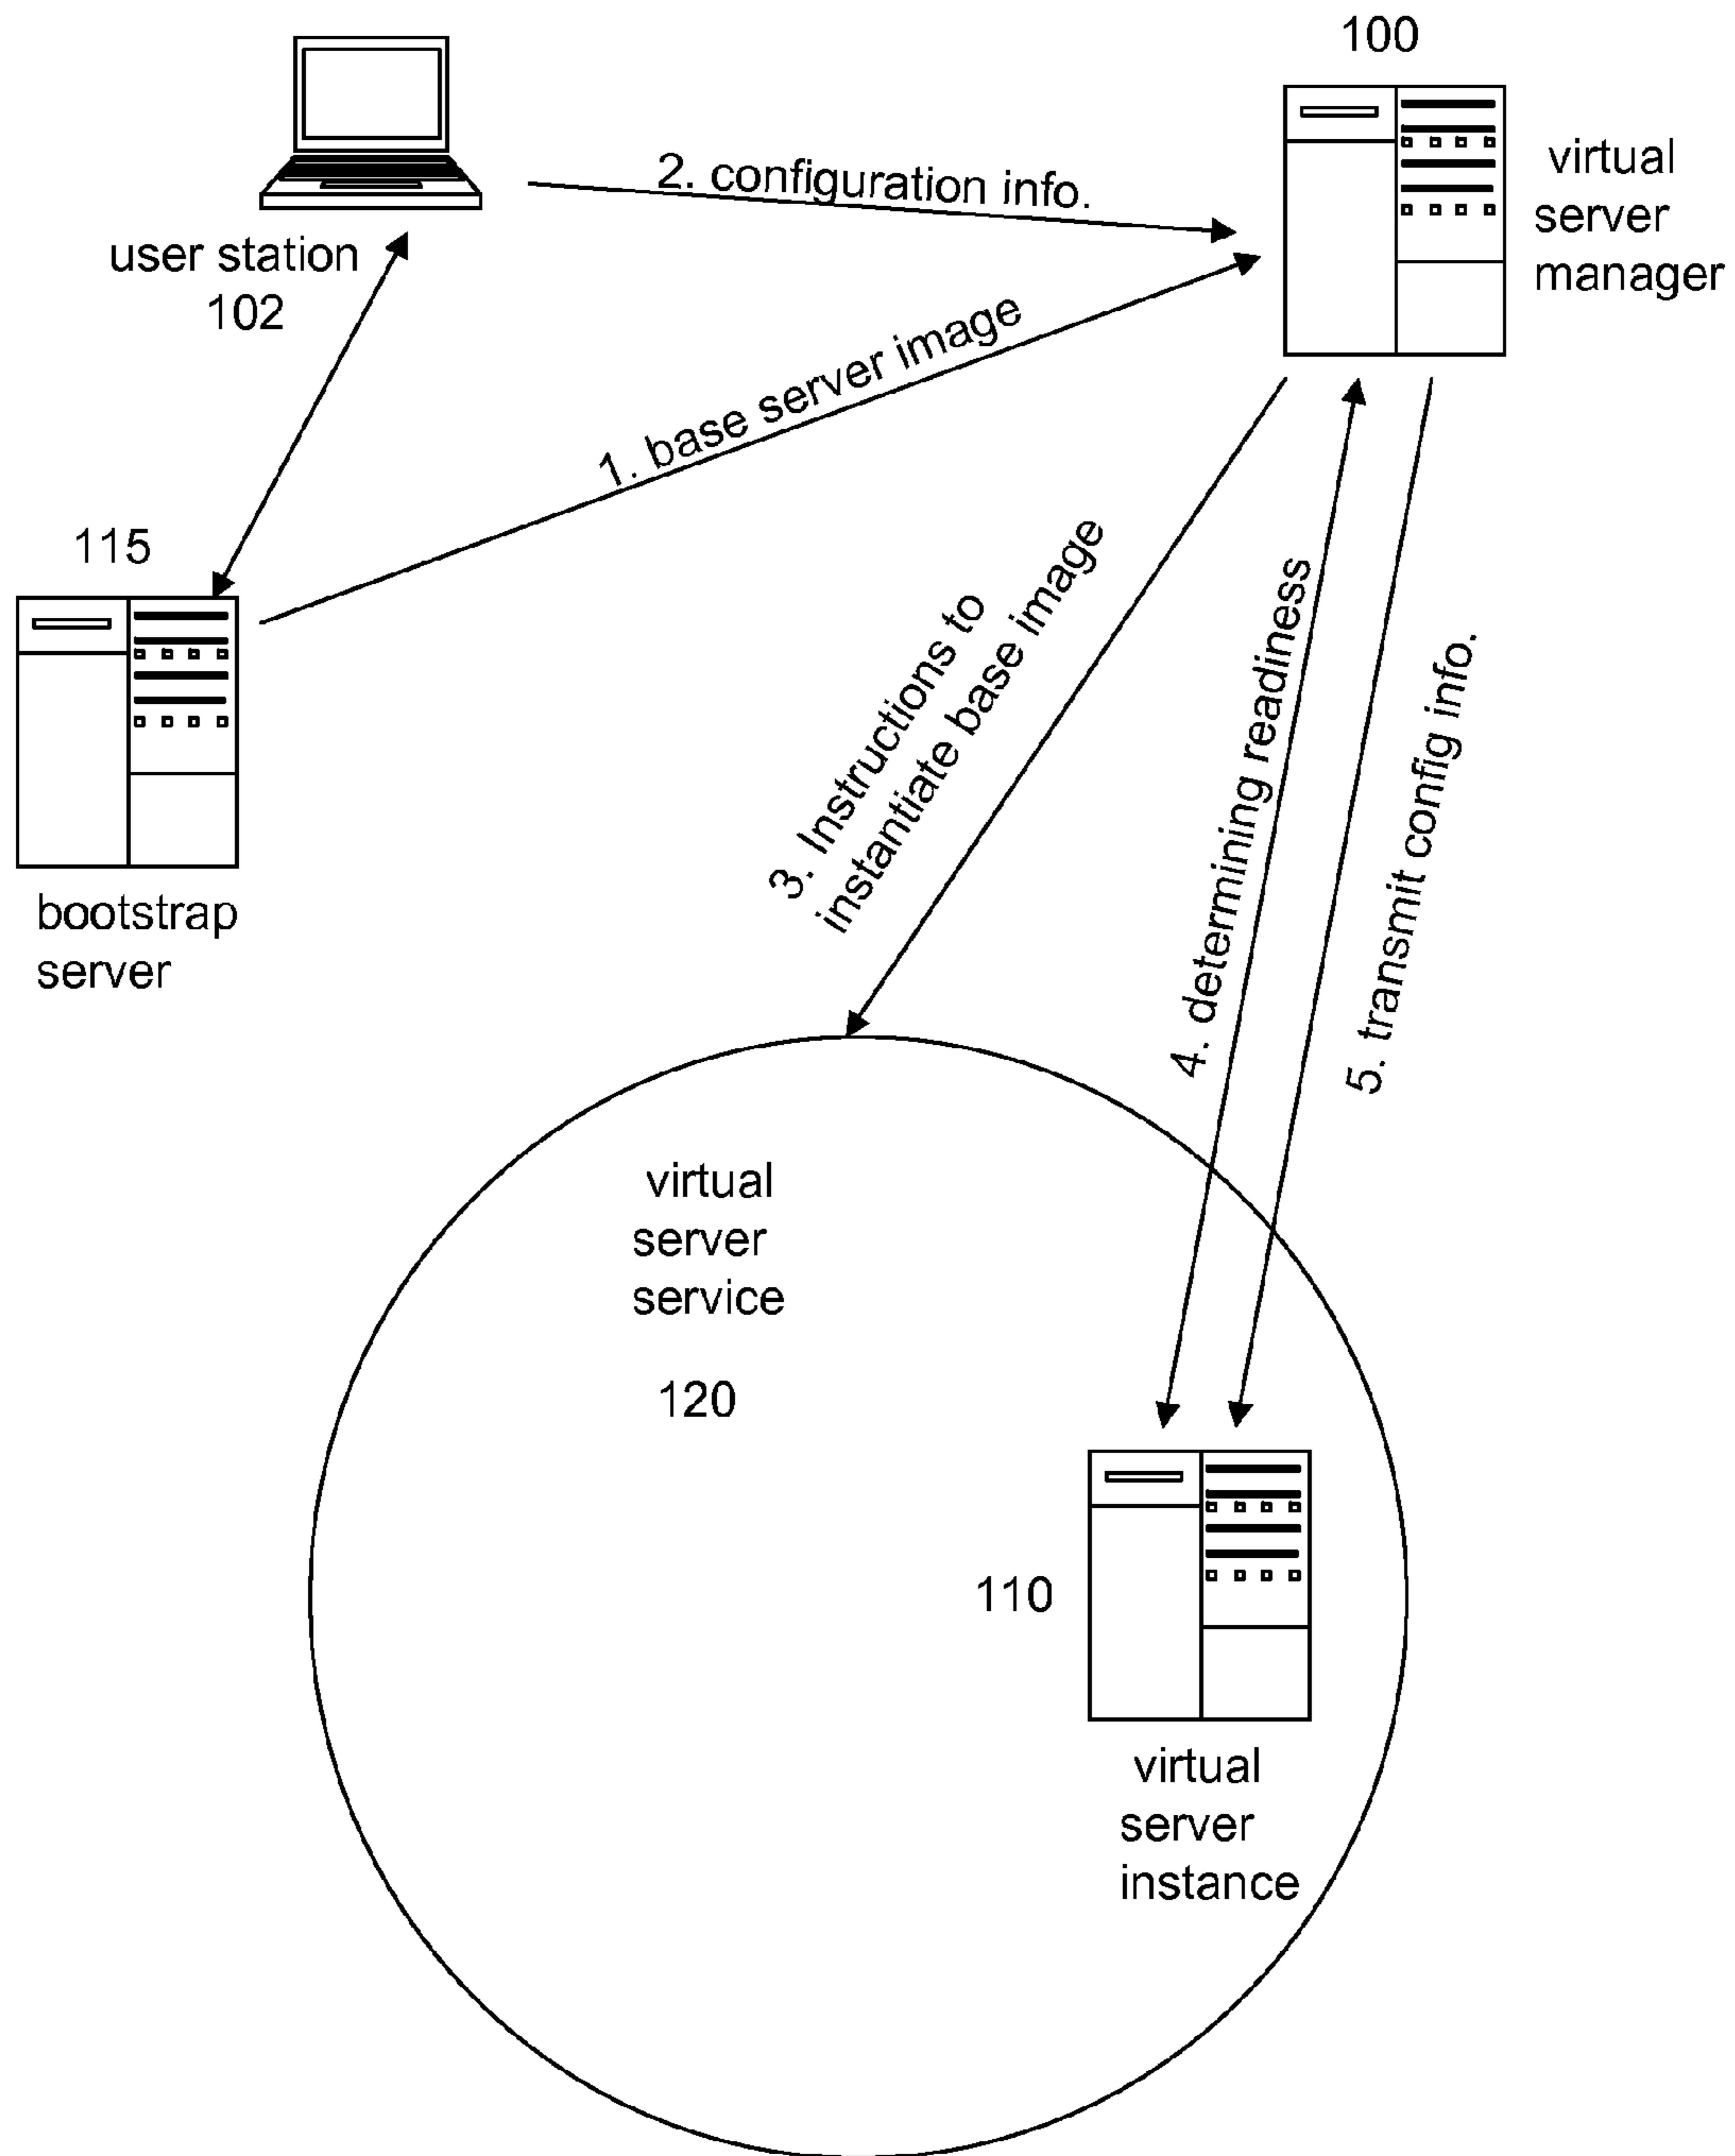 100
virtual
server
manager
2. configuration info.
user station
102
1. base server image
115
bootstrap
server
3. Instructions to
instantiate base image
4. determining readiness
5. transmit config info.
virtual
server
service
120
110
virtual
server
instance